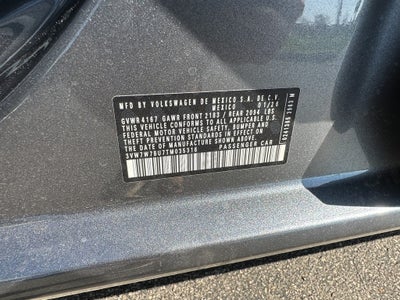 MFD BY VOLKSWAGEN DE MEXICO S.A. DE C.V.
MEXICO
GVWR 4167 GAWR FRONT 2183 / REAR 2094 LBS
THIS VEHICLE CONFORMS TO ALL APPLICABLE
FEDERAL MOTOR VEHICLE SAFETY, BUMPER AND
THEFT PREVENTION STANDARDS IN EFFECT ON
THE DATE OF MANUFACTURE SHOWN ABOVE.
PASSENGER CAR